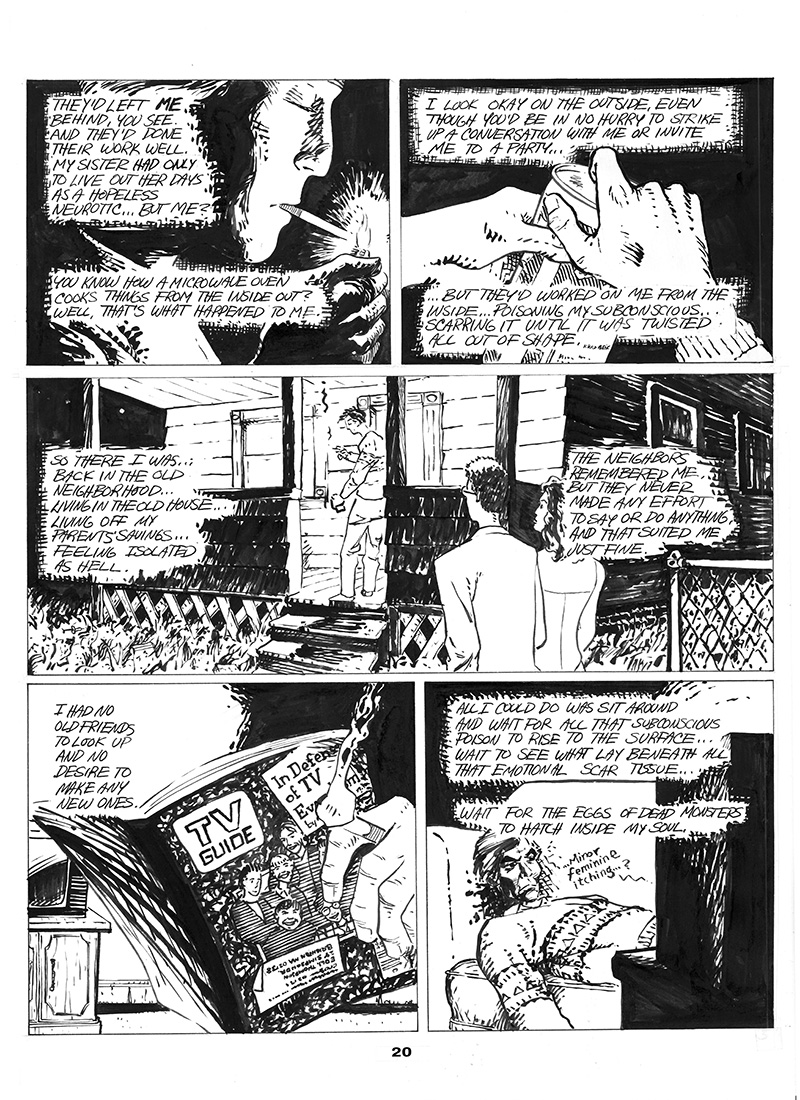 THEY'D LEFT ME
BEHIND, YOU SEE.
AND THEY'D DONE
THEIR WORK WELL.
MY SISTER HAD ONLY
TO LIVE OUT HER DAYS
AS A HOPELESS
NEUROTIC... BUT ME?
YOU KNOW HOW A MICROWAVE OVEN
COOKS THINGS FROM THE INSIDE OUT?
WELL, THAT'S WHAT HAPPENED TO ME.
I LOOK OKAY ON THE OUTSIDE, EVEN
THOUGH YOU'D BE IN NO HURRY TO STRIKE
UP A CONVERSATION WITH ME OR INVITE
ME TO A PARTY...
...BUT THEY'D WORKED ON ME FROM THE
INSIDE... POISONING MY SUBCONSCIOUS...
SCARRING IT UNTIL IT WAS TWISTED
ALL OUT OF SHAPE.
SO THERE I WAS...
BACK IN THE OLD
NEIGHBORHOOD...
LIVING IN THE OLD HOUSE...
LIVING OFF MY
PARENTS' SAVINGS...
FEELING ISOLATED
AS HELL.
THE NEIGHBORS
REMEMBERED ME.
BUT THEY NEVER
MADE ANY EFFORT
TO SAY OR DO ANYTHING,
AND THAT SUITED ME
JUST FINE.
I HAD NO
OLD FRIENDS
TO LOOK UP
AND NO
DESIRE TO
MAKE ANY
NEW ONES.
In Defen
of TV
Ev
by
TV
GUIDE
ALL I COULD DO WAS SIT AROUND
AND WAIT FOR ALL THAT SUBCONSCIOUS
POISON TO RISE TO THE SURFACE...
WAIT TO SEE WHAT LAY BENEATH ALL
THAT EMOTIONAL SCAR TISSUE...
WAIT FOR THE EGGS OF DEAD MONSTERS
TO HATCH INSIDE MY SOUL.
...Minor
feminine
itching...?
20